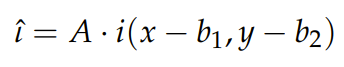 î = A · i(x − b₁, y − b₂)